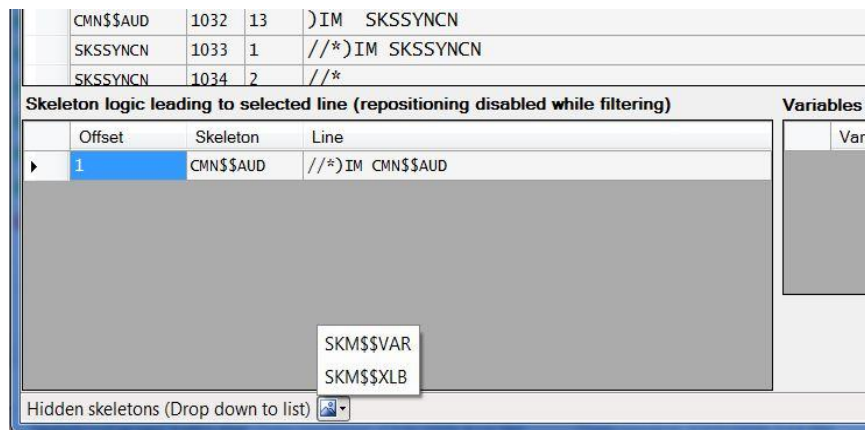 CMN$$AUD 1032 13 )IM SKSSYNCN
SKSSYNCN 1033 1 //*)IM SKSSYNCN
SKSSYNCN 1034 2 //*
Skeleton logic leading to selected line (repositioning disabled while filtering) Variables
Offset Skeleton Line Var
1 CMN$$AUD //*)IM CMN$$AUD
SKM$$VAR
SKM$$XLB
Hidden skeletons (Drop down to list)